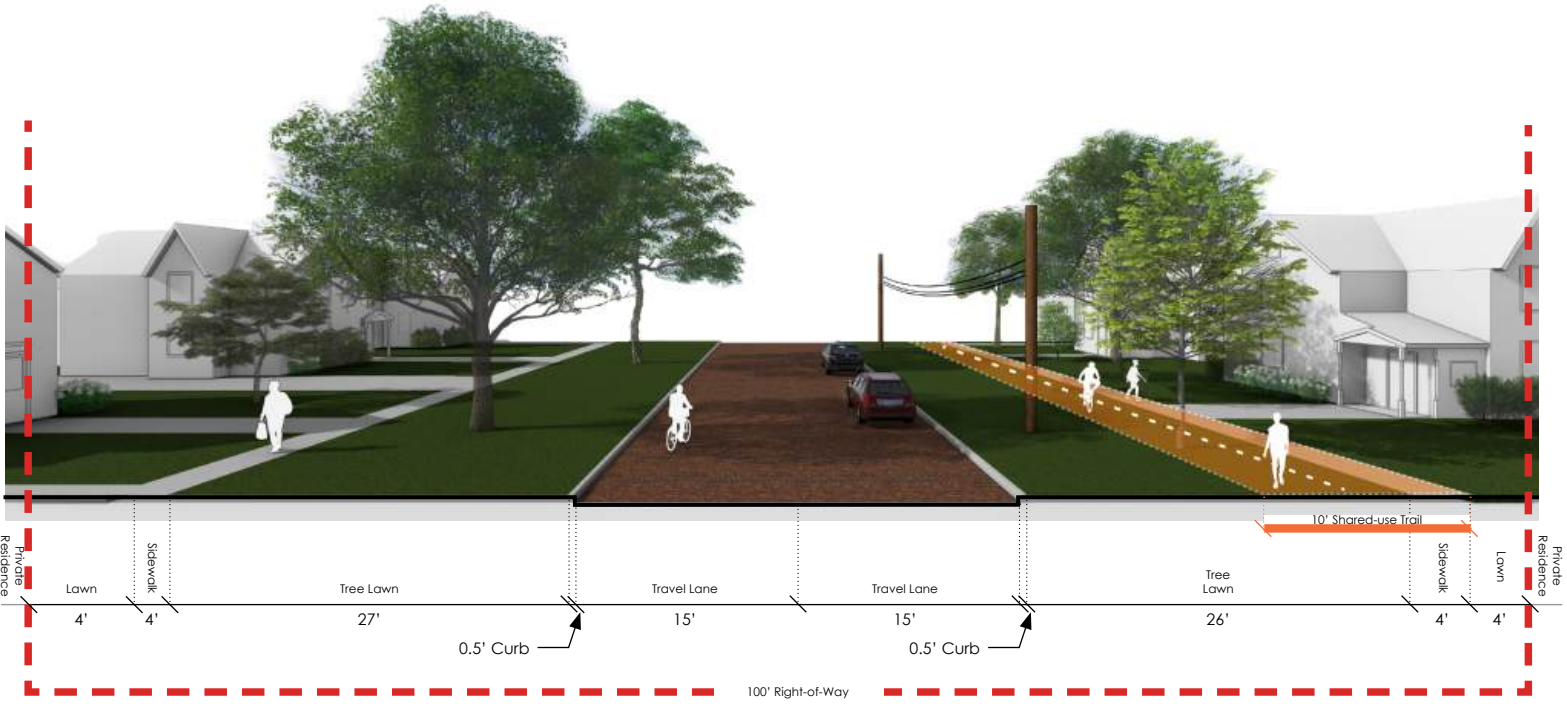 10' Shared-use Trail
Private
Residence
Lawn
Sidewalk
Tree Lawn
Travel Lane
Travel Lane
Tree
Lawn
Sidewalk
Lawn
Private
Residence
4'
4'
27'
15'
15'
26'
4'
4'
0.5' Curb
0.5' Curb
100' Right-of-Way